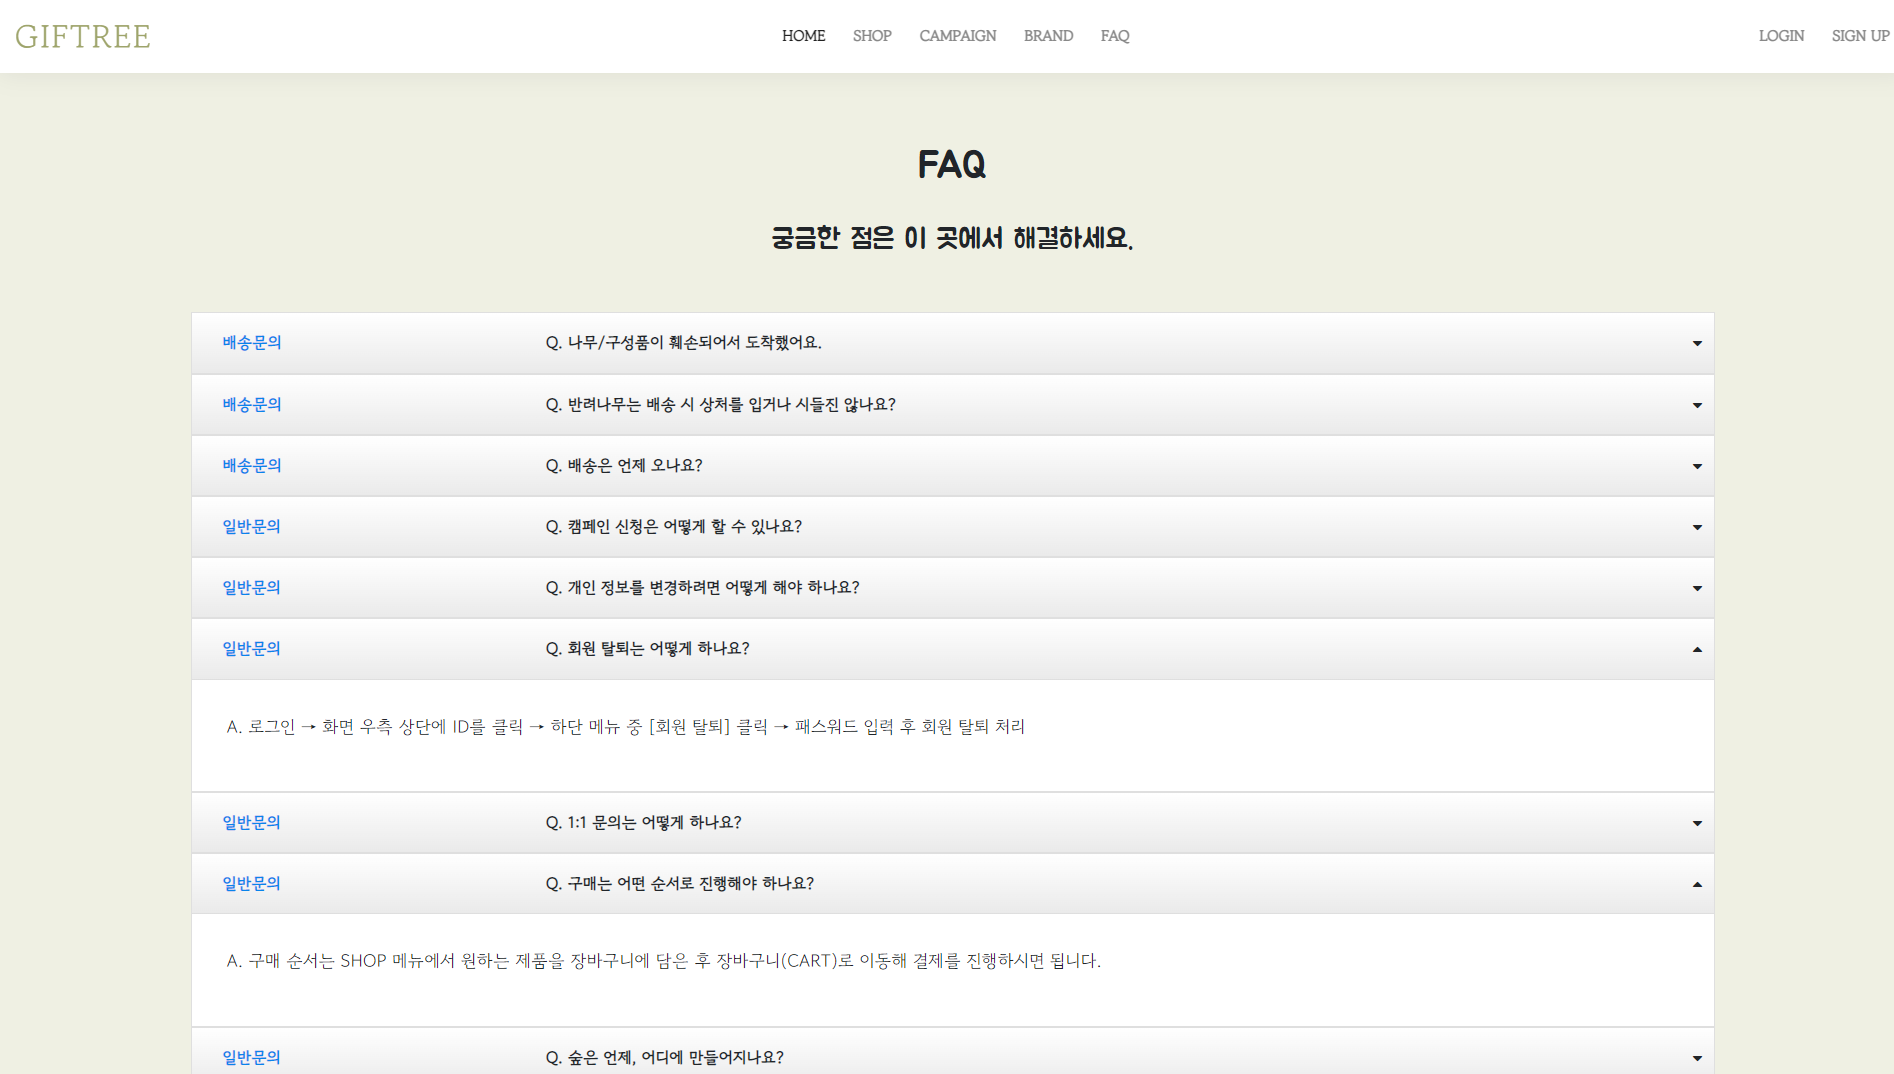 GIFTREE HOME SHOP CAMPAIGN BRAND FAQ LOGIN SIGN UP
FAQ
궁금한 점은 이 곳에서 해결하세요.
배송문의 Q. 나무/구성품이 훼손되어서 도착했어요.
배송문의 Q. 반려나무는 배송 시 상처를 입거나 시들진 않나요?
배송문의 Q. 배송은 언제 오나요?
일반문의 Q. 캠페인 신청은 어떻게 할 수 있나요?
일반문의 Q. 개인 정보를 변경하려면 어떻게 해야 하나요?
일반문의 Q. 회원 탈퇴는 어떻게 하나요?
A. 로그인 → 화면 우측 상단에 ID를 클릭 → 하단 메뉴 중 [회원 탈퇴] 클릭 → 패스워드 입력 후 회원 탈퇴 처리
일반문의 Q. 1:1 문의는 어떻게 하나요?
일반문의 Q. 구매는 어떤 순서로 진행해야 하나요?
A. 구매 순서는 SHOP 메뉴에서 원하는 제품을 장바구니에 담은 후 장바구니(CART)로 이동해 결제를 진행하시면 됩니다.
일반문의 Q. 숲은 언제, 어디에 만들어지나요?